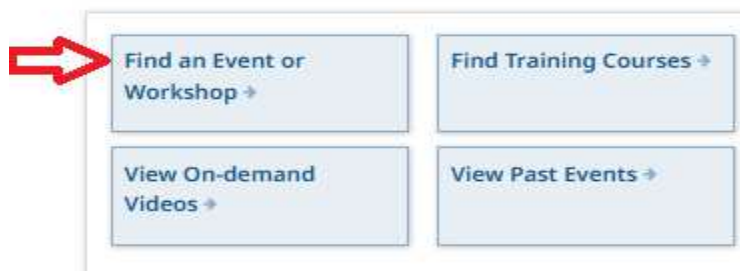 Find an Event or
Workshop →
Find Training Courses →
View On-demand
Videos →
View Past Events →